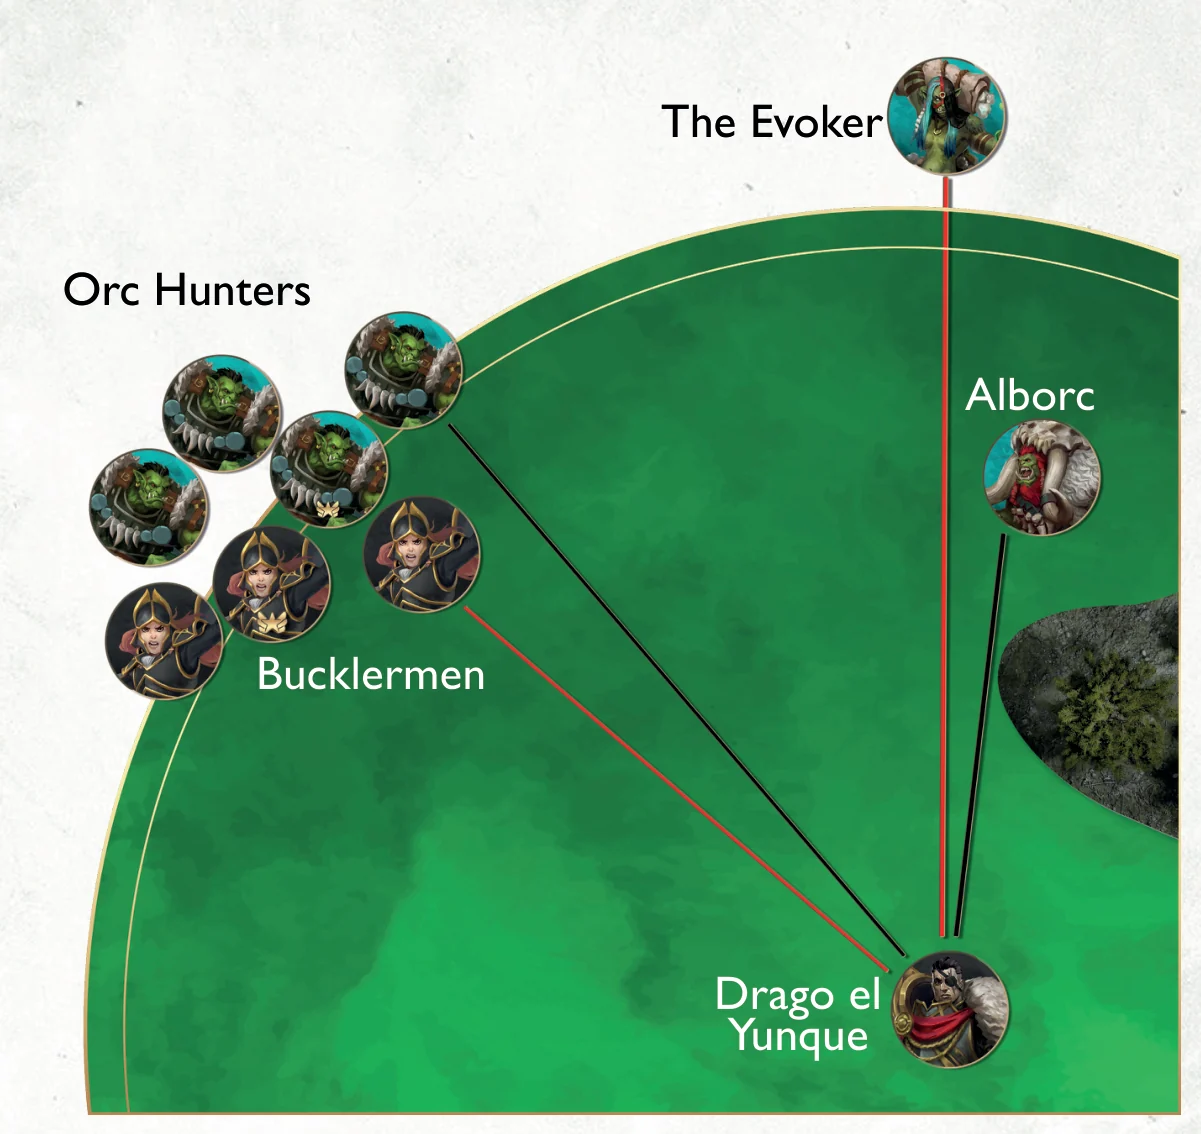 The Evoker
Orc Hunters
Alborc
Bucklermen
Drago el
Yunque